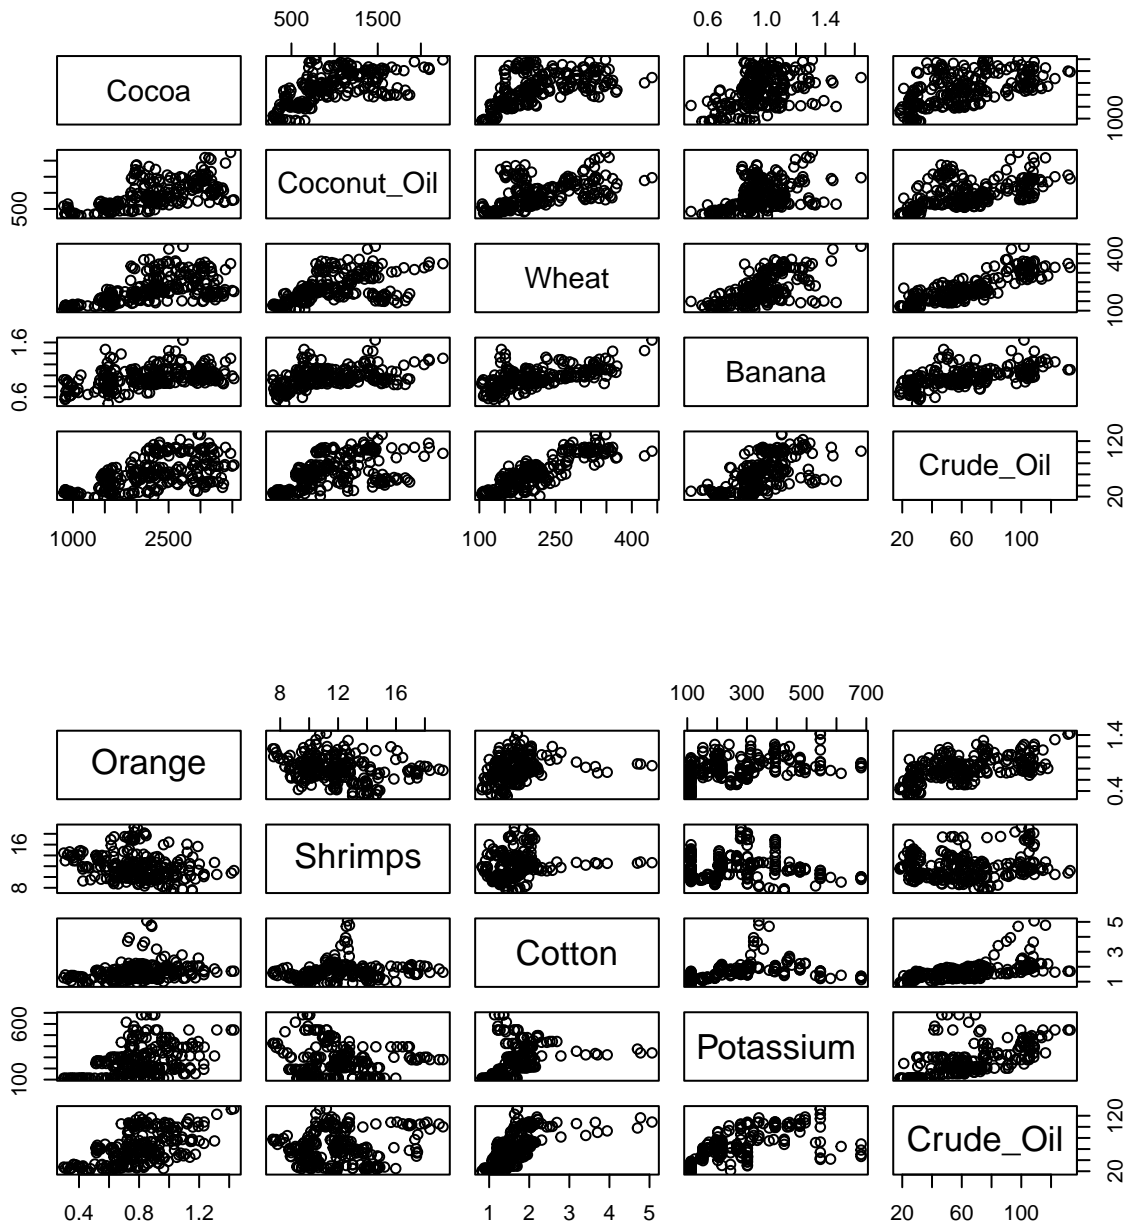 500 1500 0.6 1.0 1.4
Cocoa 1000
500 Coconut_Oil
Wheat 100 400
0.6 1.6 Banana
Crude_Oil 20 120
1000 2500 100 250 400 20 60 100
8 12 16 100 300 500 700
Orange 0.4 1.4
8 16 Shrimps
Cotton 1 3 5
100 600 Potassium
Crude_Oil 20 120
0.4 0.8 1.2 1 2 3 4 5 20 60 100